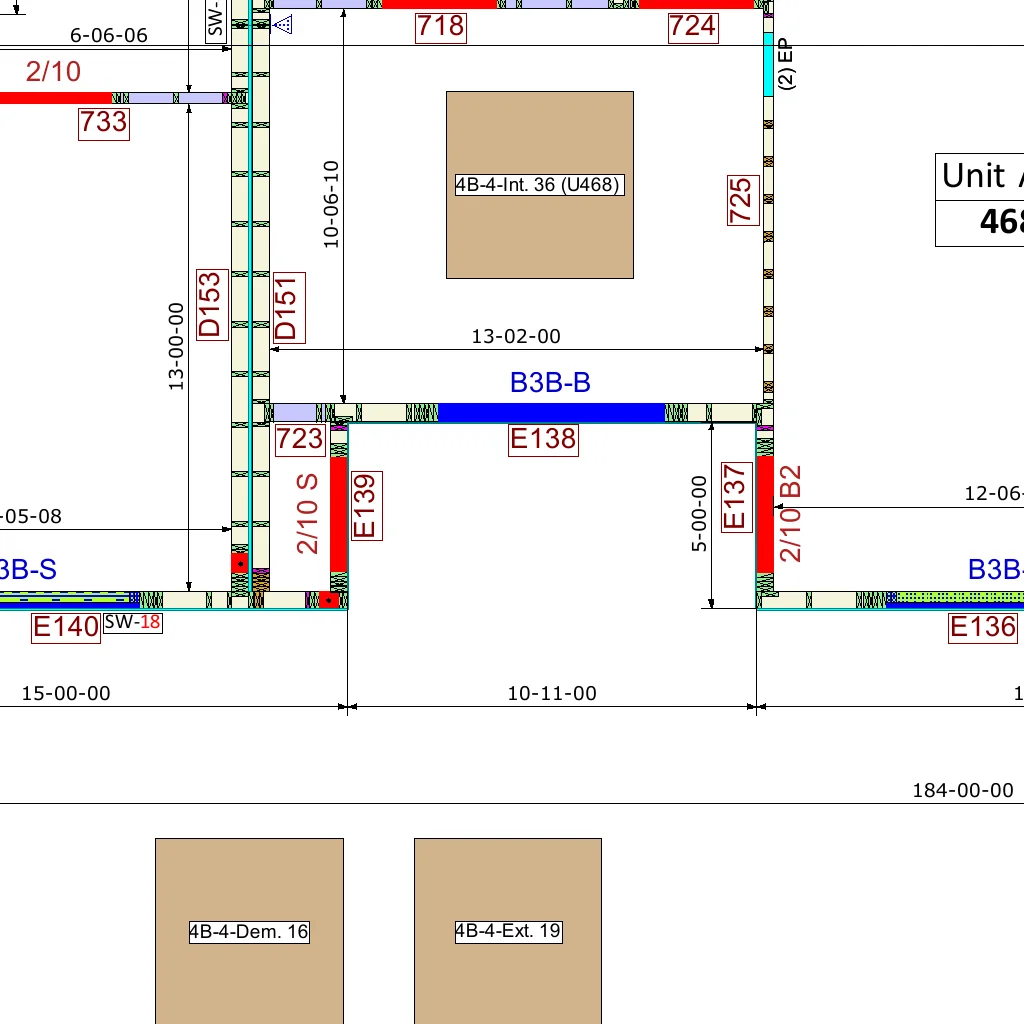 SW-
718
724
6-06-06
(2) EP
2/10
733
Unit
468
4B-4-Int. 36 (U468)
10-06-10
725
D153
D151
13-00-00
13-02-00
B3B-B
723
E138
2/10 S
E139
5-00-00
E137
2/10 B2
12-06-
-05-08
3B-S
B3B-
E140
SW-18
E136
15-00-00
10-11-00
1
184-00-00
4B-4-Dem. 16
4B-4-Ext. 19